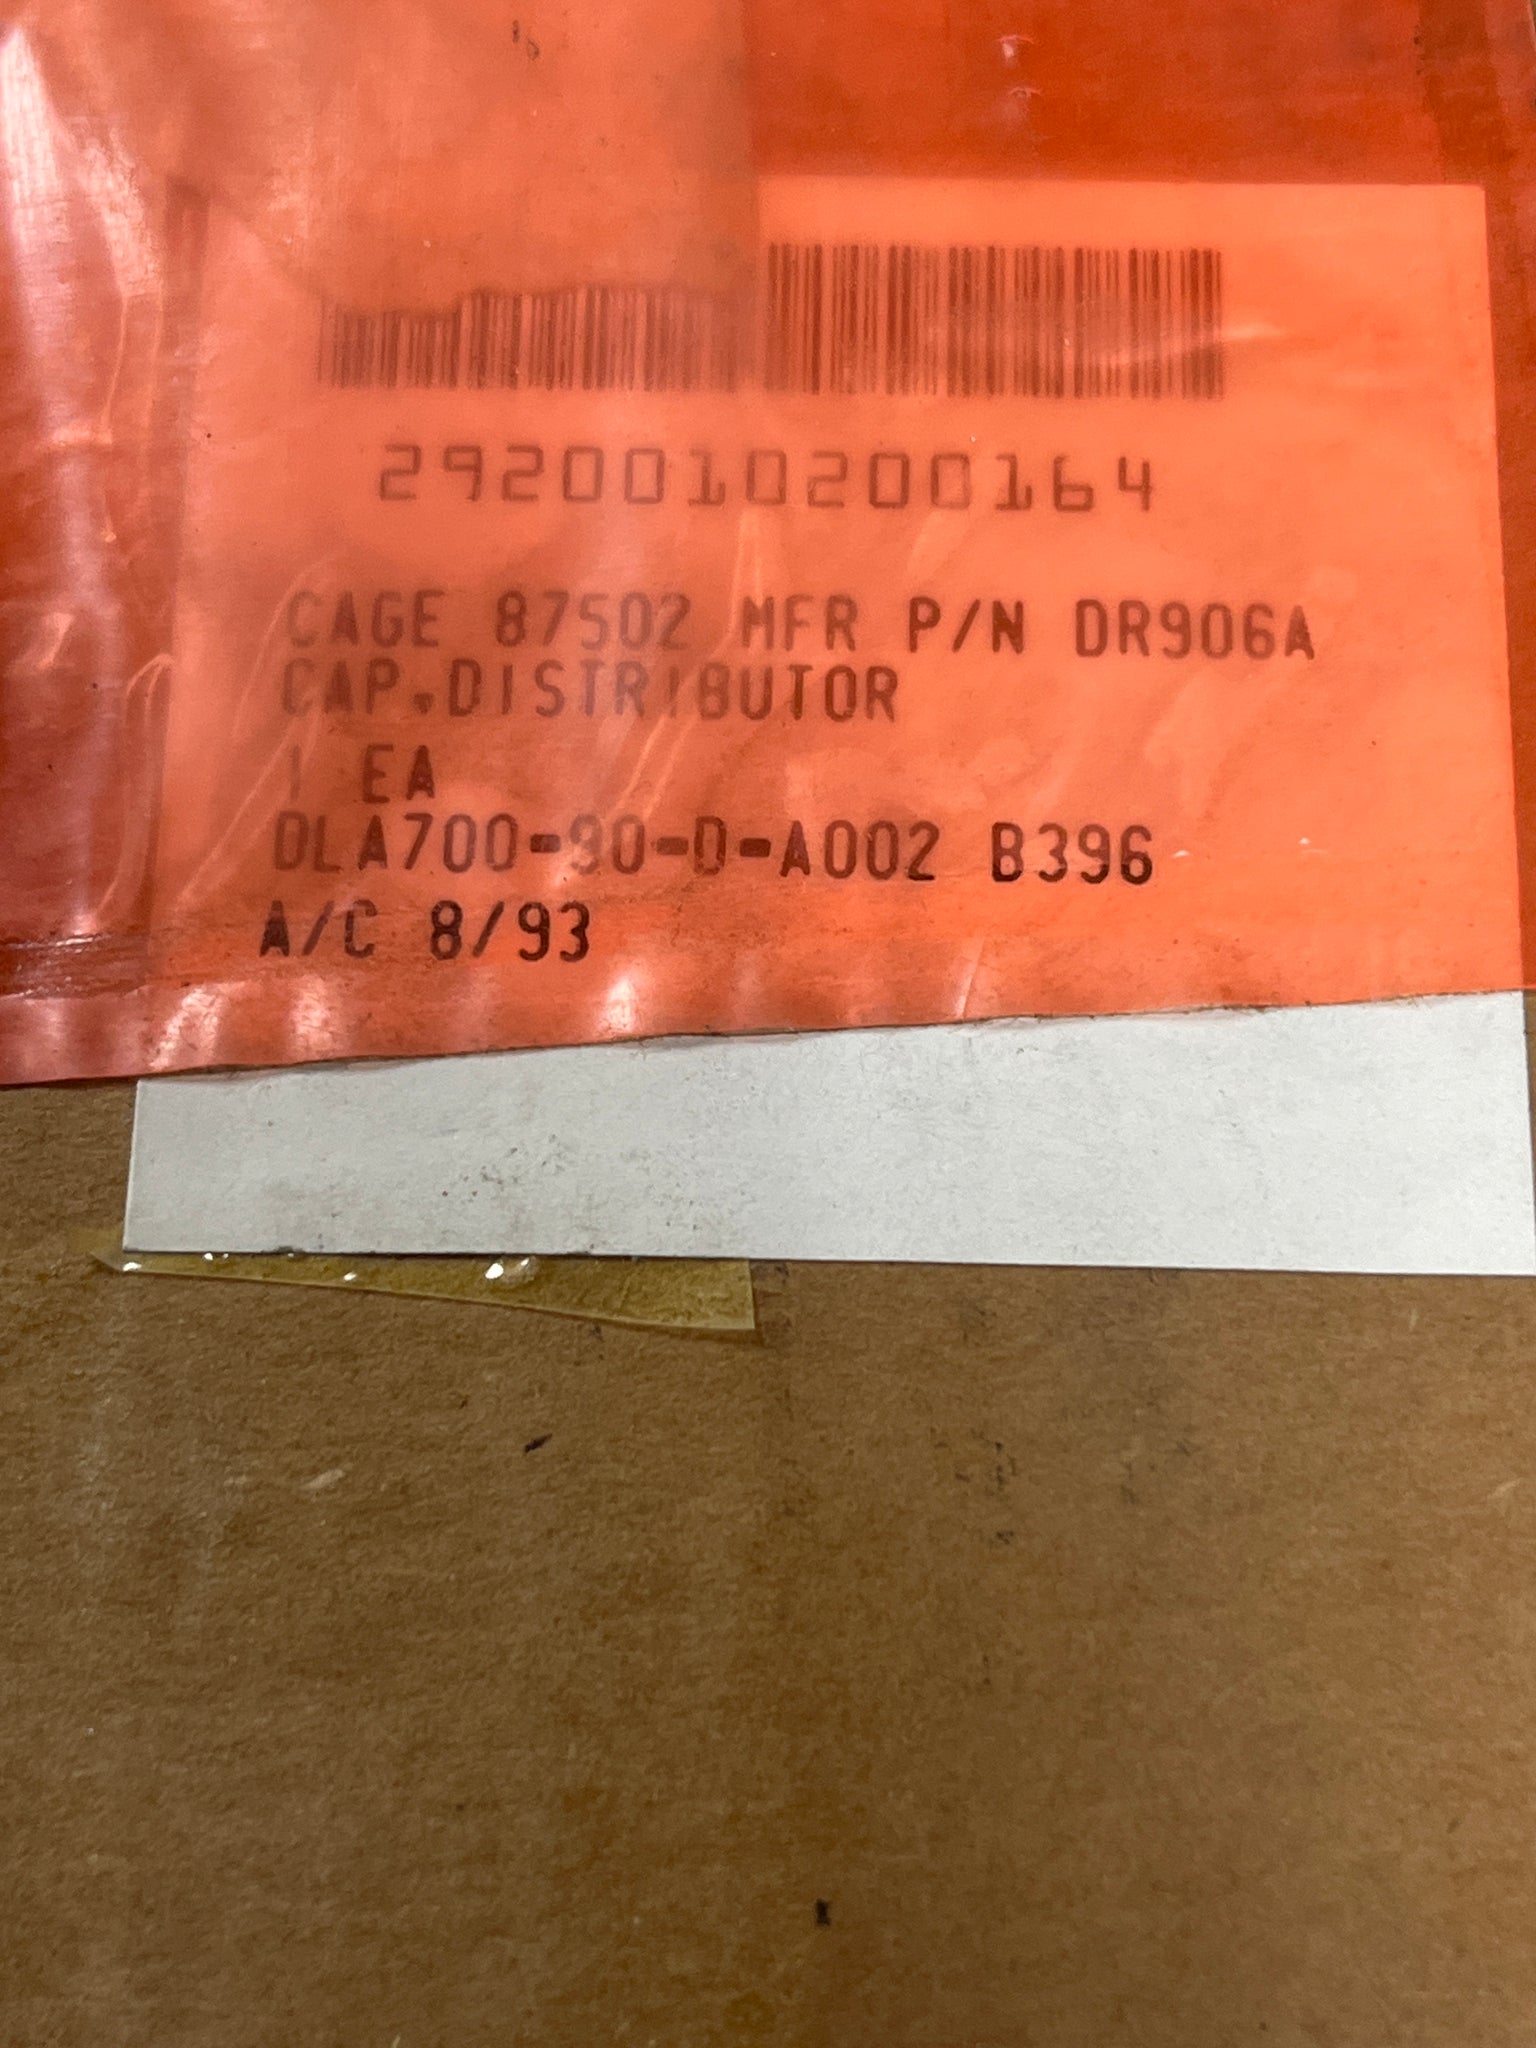 2920010200164
CAGE 87502 MFR P/N DR906A
CAP,DISTRIBUTOR
1 EA
DLA700-90-D-A002 B396
A/C 8/93